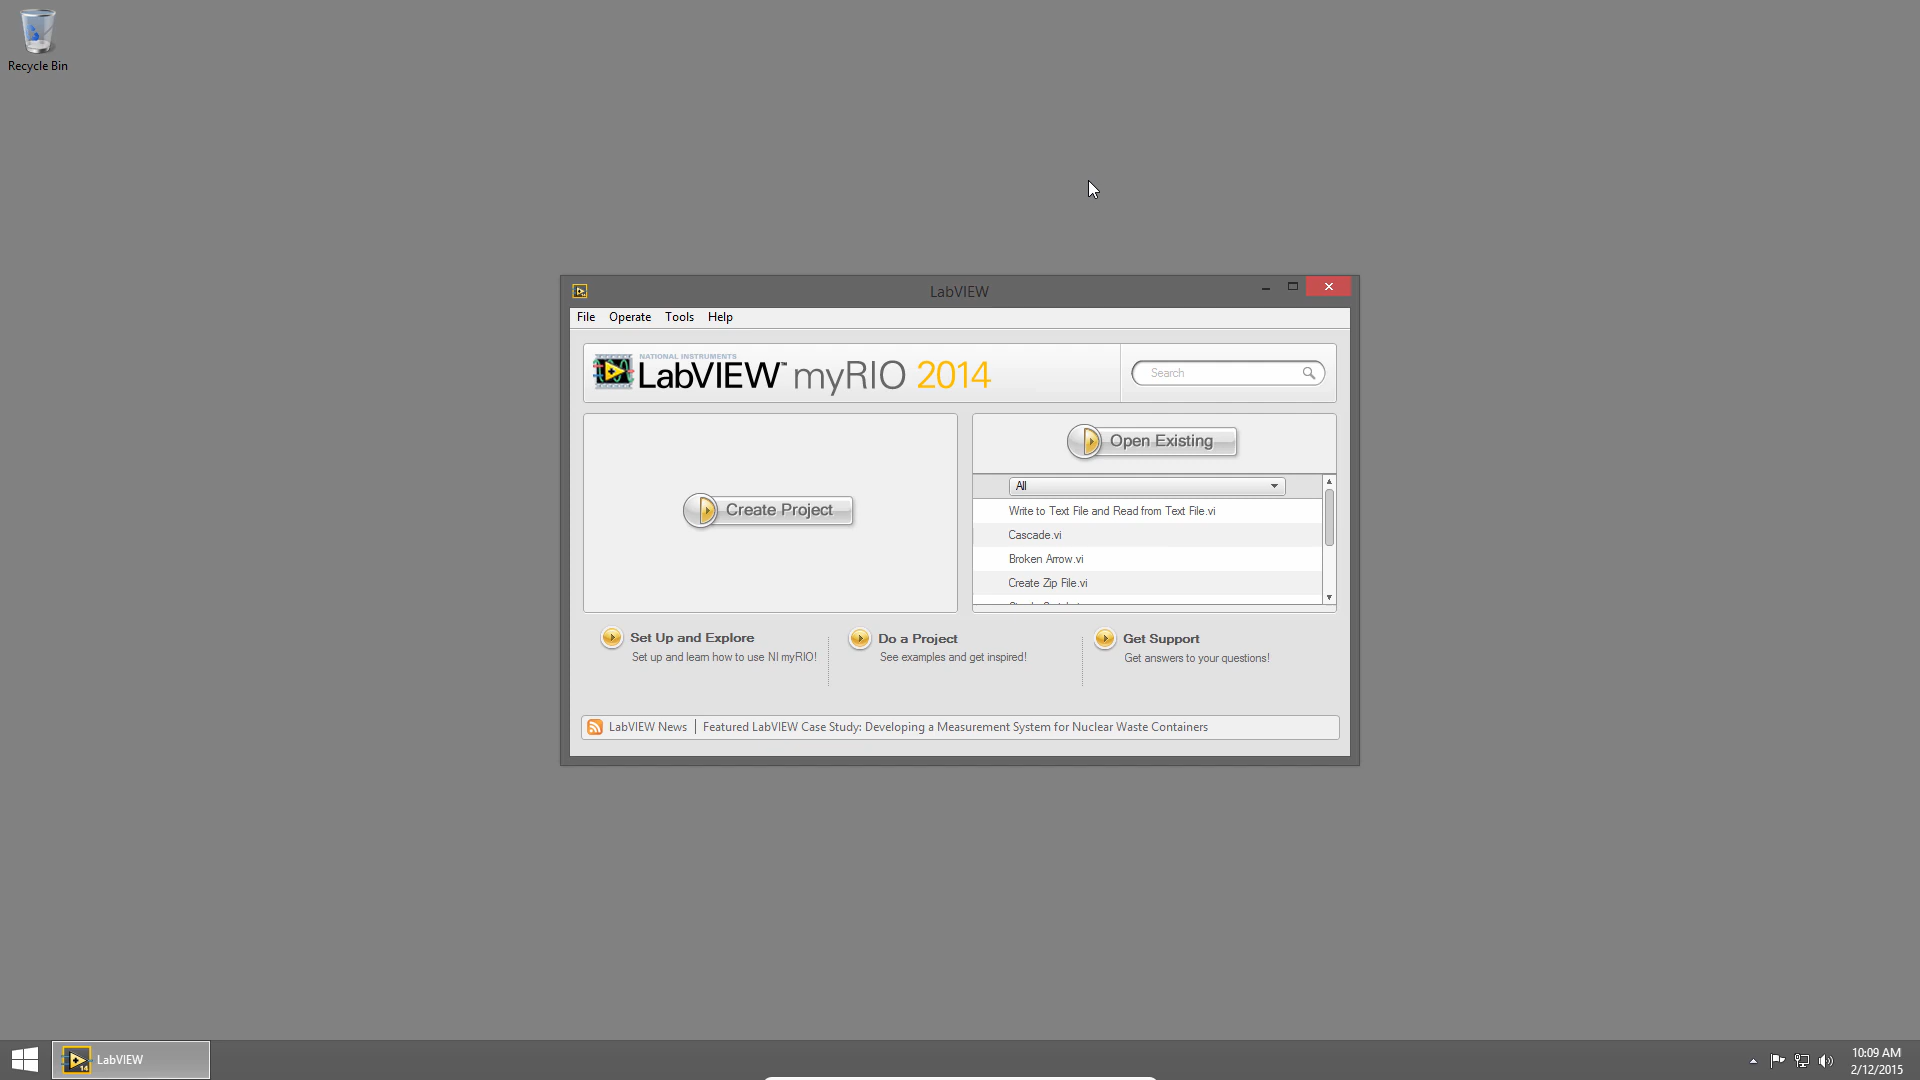 Recycle Bin
LabVIEW
File Operate Tools Help
NATIONAL INSTRUMENTS
LabVIEW™ myRIO 2014
Search
Create Project
Open Existing
All
Write to Text File and Read from Text File.vi
Cascade.vi
Broken Arrow.vi
Create Zip File.vi
Set Up and Explore
Set up and learn how to use NI myRIO!
Do a Project
See examples and get inspired!
Get Support
Get answers to your questions!
LabVIEW News | Featured LabVIEW Case Study: Developing a Measurement System for Nuclear Waste Containers
14
LabVIEW
10:09 AM
2/12/2015